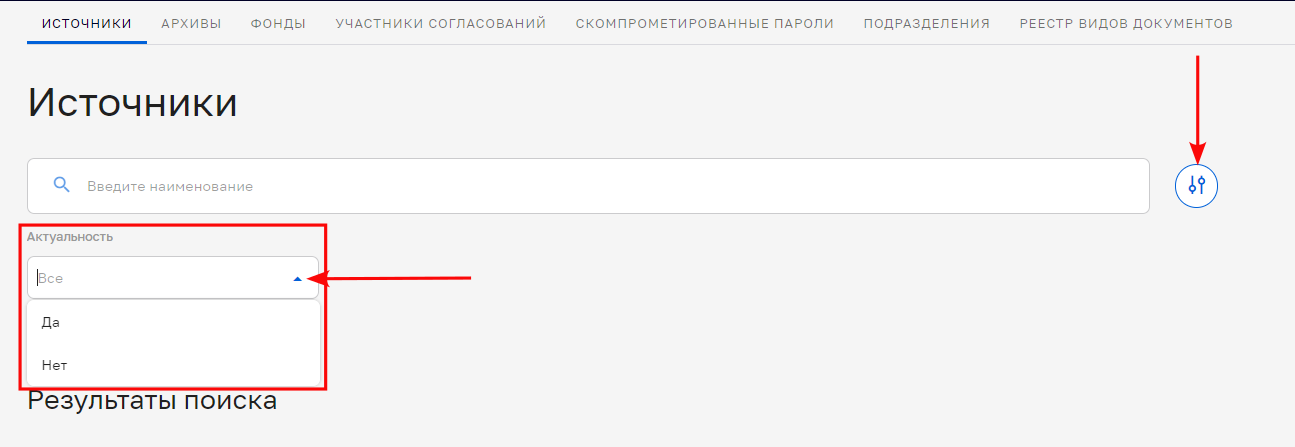 ИСТОЧНИКИ АРХИВЫ ФОНДЫ УЧАСТНИКИ СОГЛАСОВАНИЙ СКОМПРОМЕТИРОВАННЫЕ ПАРОЛИ ПОДРАЗДЕЛЕНИЯ РЕЕСТР ВИДОВ ДОКУМЕНТОВ
Источники
Введите наименование
Актуальность
Все
Да
Нет
Результаты поиска